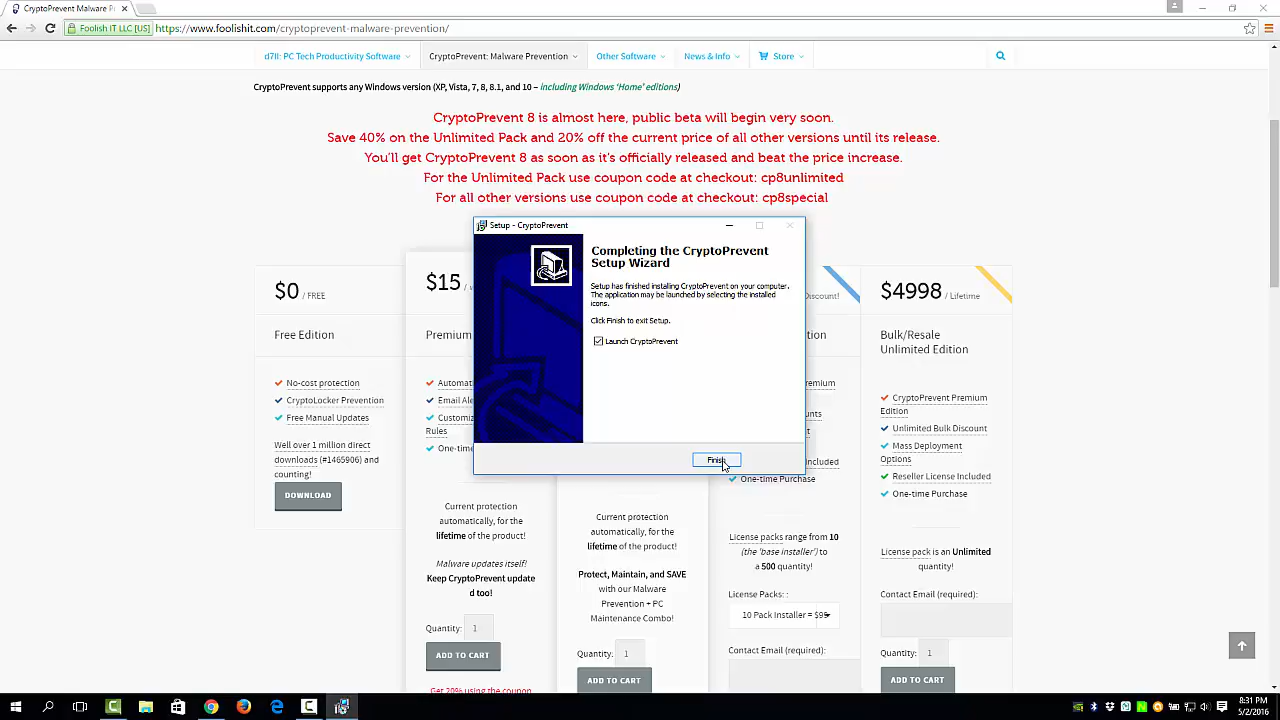 CryptoPrevent Malware P
https://www.foolishit.com/cryptoprevent-malware-prevention/
Foolish IT LLC [US]
d7II: PC Tech Productivity Software
CryptoPrevent: Malware Prevention
Other Software
News & Info
Store
CryptoPrevent supports any Windows version (XP, Vista, 7, 8, 8.1, and 10 – including Windows 'Home' editions)
CryptoPrevent 8 is almost here, public beta will begin very soon.
Save 40% on the Unlimited Pack and 20% off the current price of all other versions until its release.
You'll get CryptoPrevent 8 as soon as it's officially released and beat the price increase.
For the Unlimited Pack use coupon code at checkout: cp8unlimited
For all other versions use coupon code at checkout: cp8special
Setup - CryptoPrevent
Completing the CryptoPrevent
Setup Wizard
Setup has finished installing CryptoPrevent on your computer.
The application may be launched by selecting the installed
icons.
Click Finish to exit Setup.
Launch CryptoPrevent
Finish
$0 / FREE
Free Edition
No-cost protection
CryptoLocker Prevention
Free Manual Updates
Well over 1 million direct
downloads (#1465906) and
counting!
DOWNLOAD
$15 /
Premium
Automati
Email Ale
Customiz
Rules
One-time
Current protection
automatically, for the
lifetime of the product!
Malware updates itself!
Keep CryptoPrevent update
d too!
Quantity: 1
ADD TO CART
Get 20% using the coupon
Current protection
automatically, for the
lifetime of the product!
Protect, Maintain, and SAVE
with our Malware
Prevention + PC
Maintenance Combo!
Quantity: 1
ADD TO CART
Discount!
ition
remium
unts
t
Included
One-time Purchase
License packs range from 10
(the 'base installer') to
a 500 quantity!
License Packs: :
10 Pack Installer = $99
Contact Email (required):
$4998 / Lifetime
Bulk/Resale
Unlimited Edition
CryptoPrevent Premium
Edition
Unlimited Bulk Discount
Mass Deployment
Options
Reseller License Included
One-time Purchase
License pack is an Unlimited
quantity!
Contact Email (required):
Quantity: 1
ADD TO CART
8:31 PM
5/2/2016